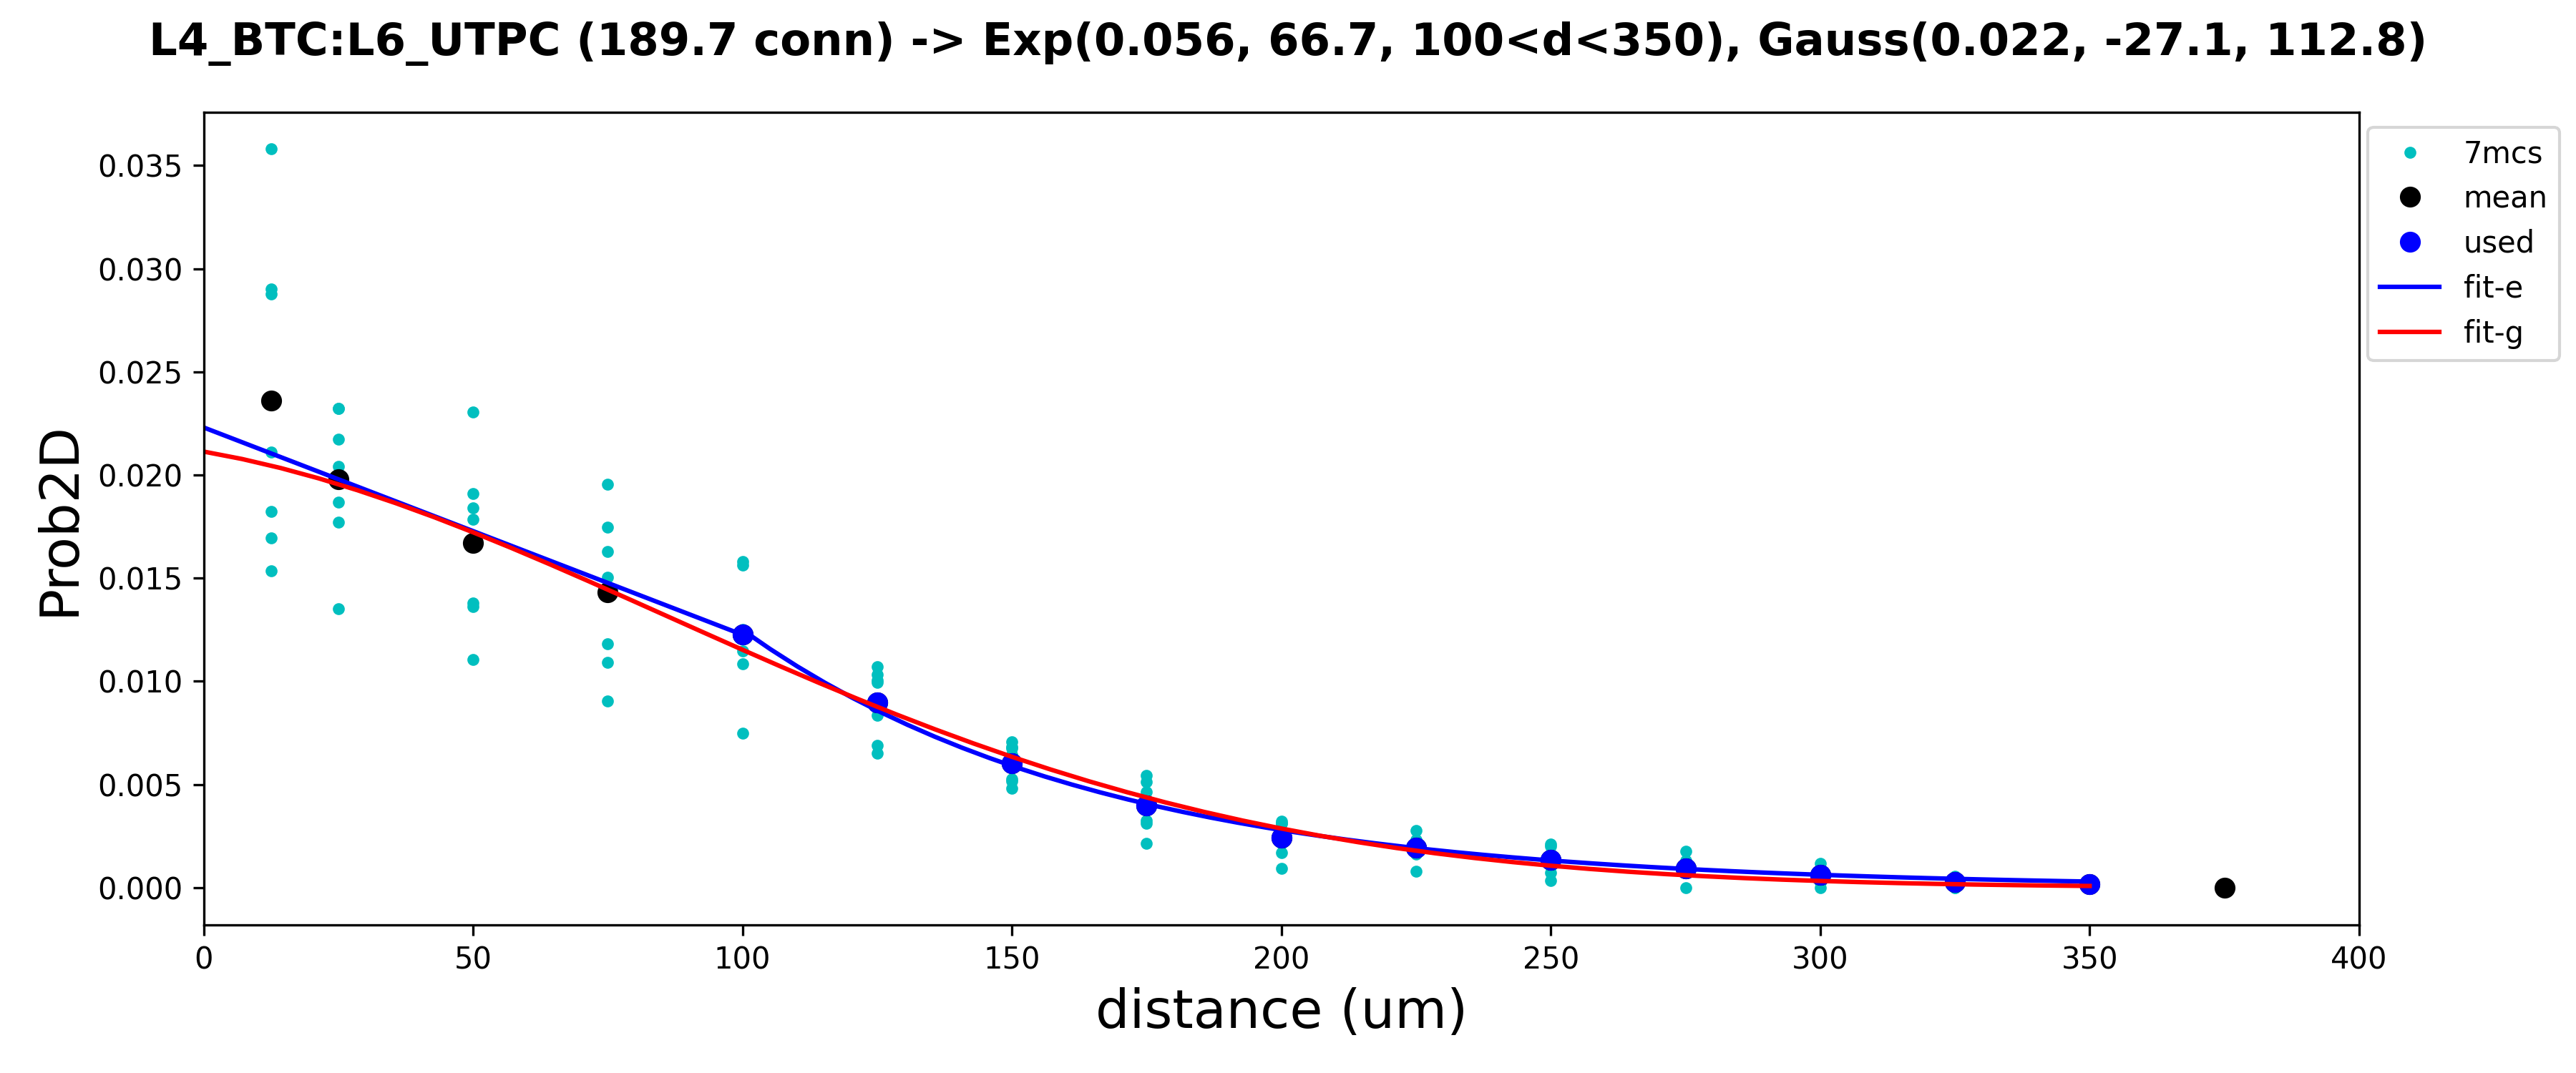 L4_BTC:L6_UTPC (189.7 conn) -> Exp(0.056, 66.7, 100<d<350), Gauss(0.022, -27.1, 112.8)
0.035
0.030
0.025
0.020
0.015
0.010
0.005
0.000
Prob2D
0 50 100 150 200 250 300 350 400
distance (um)
7mcs
mean
used
fit-e
fit-g